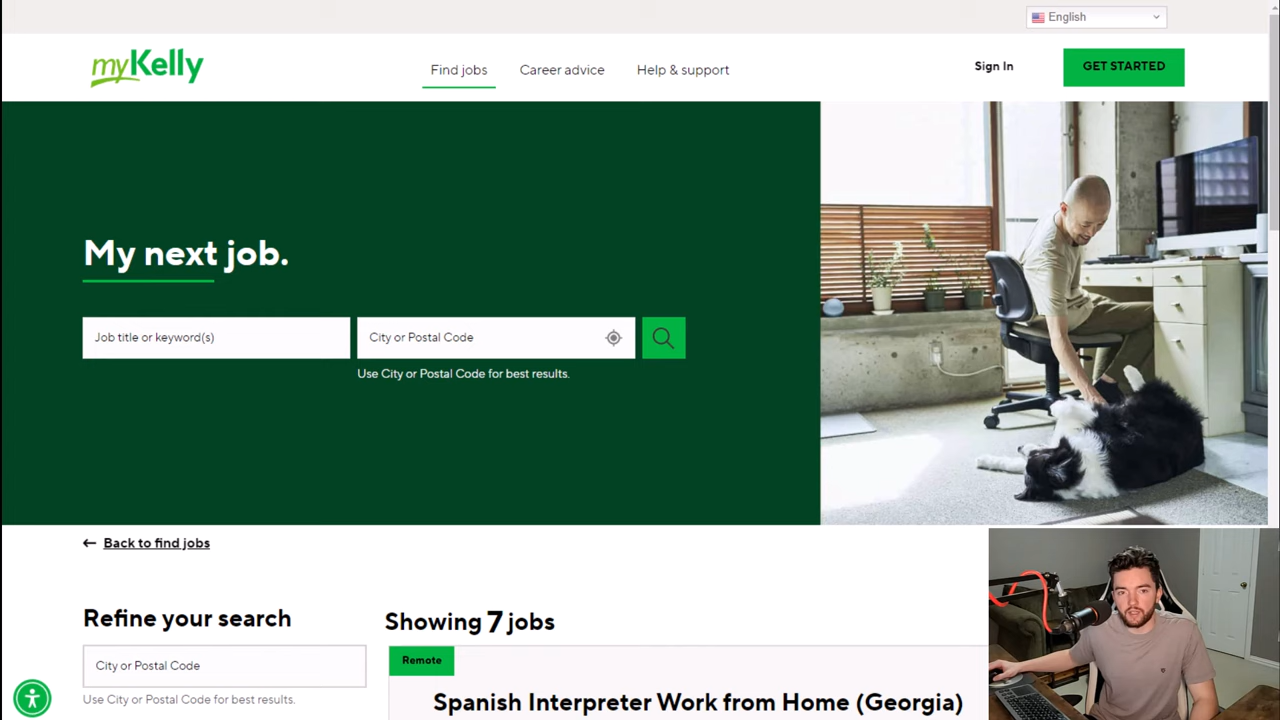 English
myKelly
Find jobs
Career advice
Help & support
Sign In
GET STARTED
My next job.
Job title or keyword(s)
City or Postal Code
Use City or Postal Code for best results.
Back to find jobs
Refine your search
Showing 7 jobs
City or Postal Code
Remote
Use City or Postal Code for best results.
Spanish Interpreter Work from Home (Georgia)